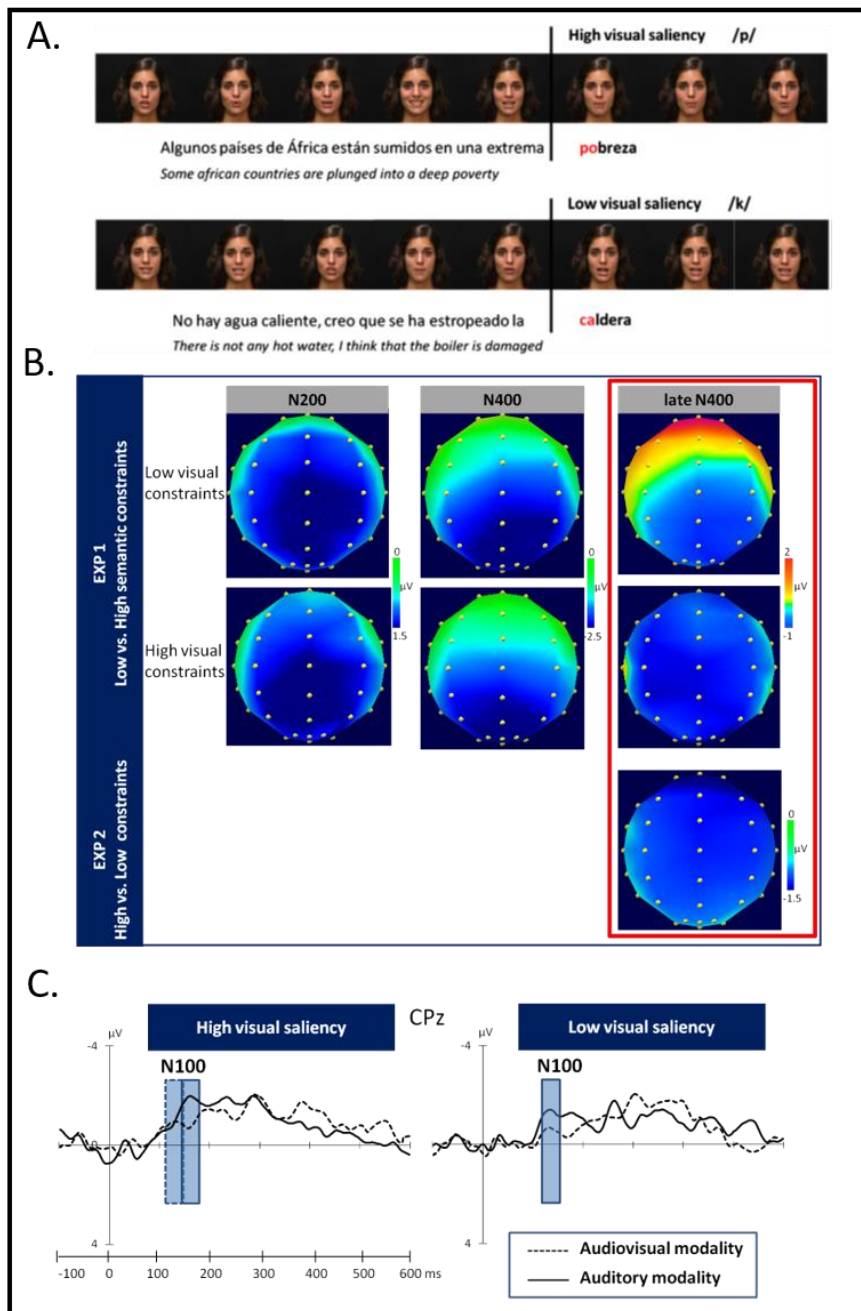 A.
High visual saliency /p/
Algunos países de África están sumidos en una extrema pobreza
Some african countries are plunged into a deep poverty
Low visual saliency /k/
No hay agua caliente, creo que se ha estropeado la caldera
There is not any hot water, I think that the boiler is damaged
B.
N200 N400 late N400
EXP 1
Low vs. High semantic constraints
Low visual
constraints
0 0 2
µV µV µV
1.5 -2.5 -1
High visual
constraints
EXP 2
High vs. Low constraints
0
µV
-1.5
C.
High visual saliency CPz Low visual saliency
µV
-4 -4
N100 N100
0
4 4
-100 0 100 200 300 400 500 600 ms
Audiovisual modality
Auditory modality